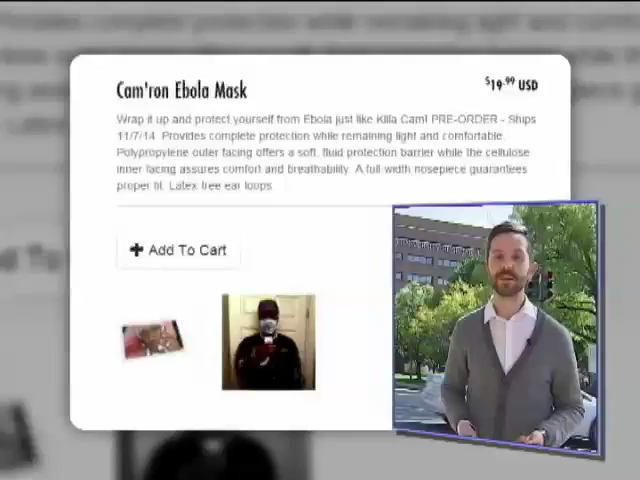 Cam'ron Ebola Mask
$19.99 USD
Wrap it up and protect yourself from Ebola just like Killa Cam! PRE-ORDER - Ships
11/7/14. Provides complete protection while remaining light and comfortable.
Polypropylene outer facing offers a soft, fluid protection barrier while the cellulose
inner facing assures comfort and breathability. A full width nosepiece guarantees
proper fit. Latex free ear loops.
+ Add To Cart